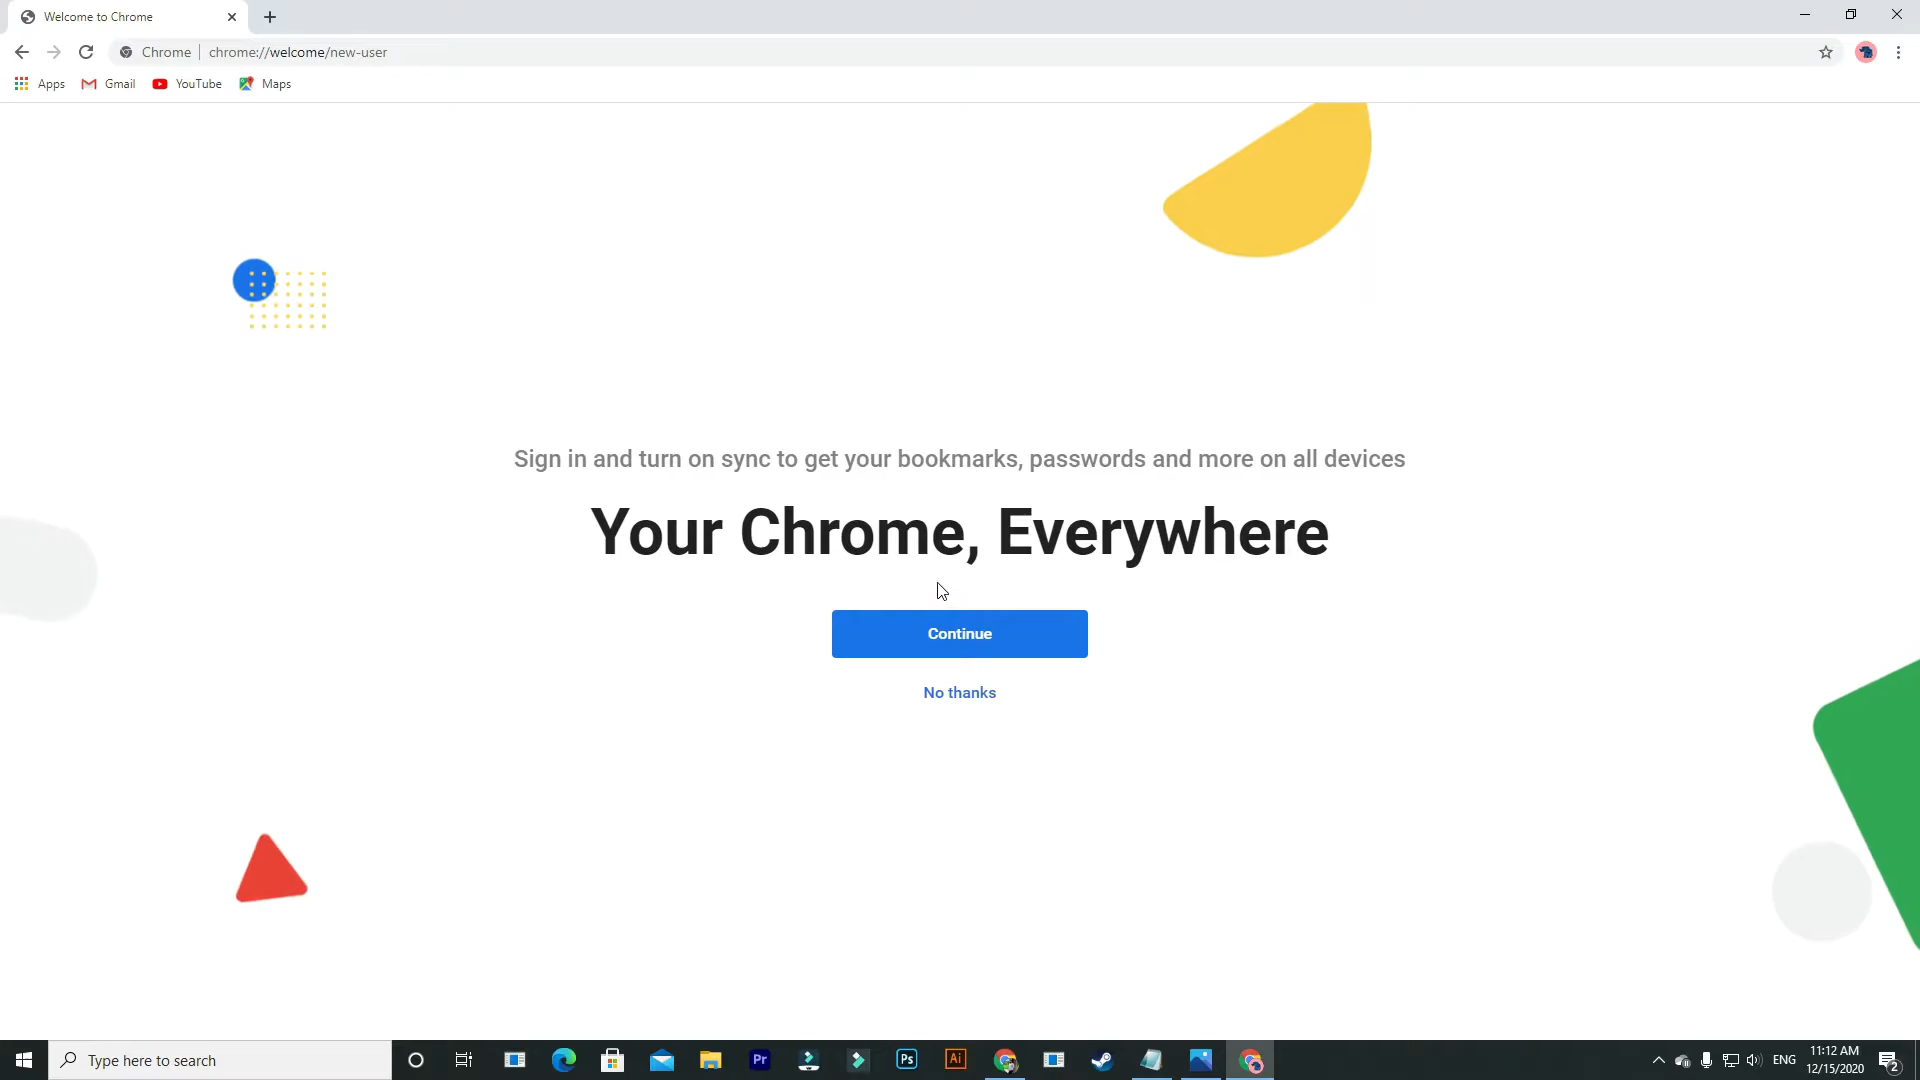 Welcome to Chrome
Chrome | chrome://welcome/new-user
Apps Gmail YouTube Maps
Sign in and turn on sync to get your bookmarks, passwords and more on all devices
Your Chrome, Everywhere
Continue
No thanks
Type here to search
Pr
Ps
Ai
ENG
11:12 AM
12/15/2020
2